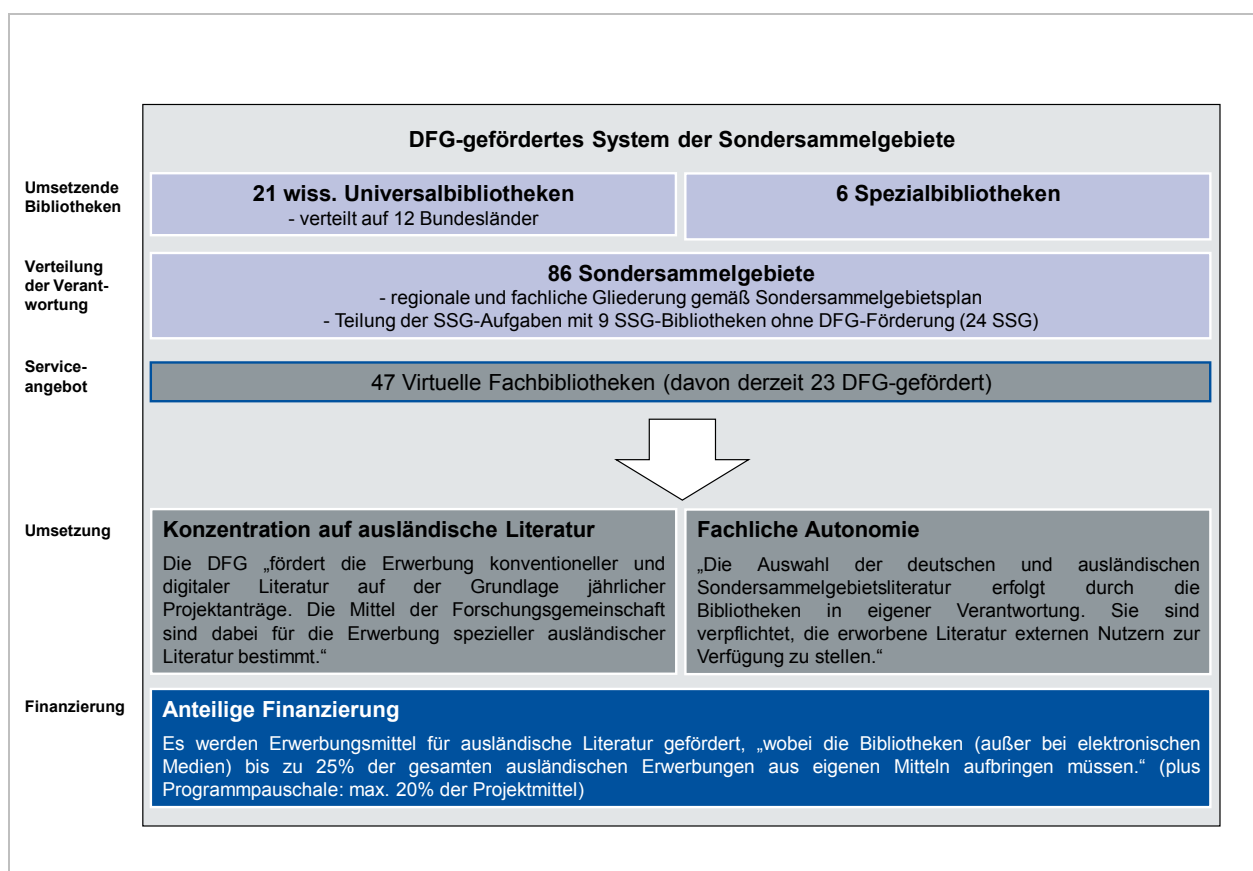 DFG-gefördertes System der Sondersammelgebiete
Umsetzende
Bibliotheken
21 wiss. Universalbibliotheken
- verteilt auf 12 Bundesländer
6 Spezialbibliotheken
Verteilung
der Verant-
wortung
86 Sondersammelgebiete
- regionale und fachliche Gliederung gemäß Sondersammelgebietsplan
- Teilung der SSG-Aufgaben mit 9 SSG-Bibliotheken ohne DFG-Förderung (24 SSG)
Service-
angebot
47 Virtuelle Fachbibliotheken (davon derzeit 23 DFG-gefördert)
Umsetzung
Konzentration auf ausländische Literatur
Die DFG „fördert die Erwerbung konventioneller und
digitaler Literatur auf der Grundlage jährlicher
Projektanträge. Die Mittel der Forschungsgemeinschaft
sind dabei für die Erwerbung spezieller ausländischer
Literatur bestimmt.“
Fachliche Autonomie
„Die Auswahl der deutschen und ausländischen
Sondersammelgebietsliteratur erfolgt durch die
Bibliotheken in eigener Verantwortung. Sie sind
verpflichtet, die erworbene Literatur externen Nutzern zur
Verfügung zu stellen.“
Finanzierung
Anteilige Finanzierung
Es werden Erwerbungsmittel für ausländische Literatur gefördert, „wobei die Bibliotheken (außer bei elektronischen
Medien) bis zu 25% der gesamten ausländischen Erwerbungen aus eigenen Mitteln aufbringen müssen.“ (plus
Programmpauschale: max. 20% der Projektmittel)